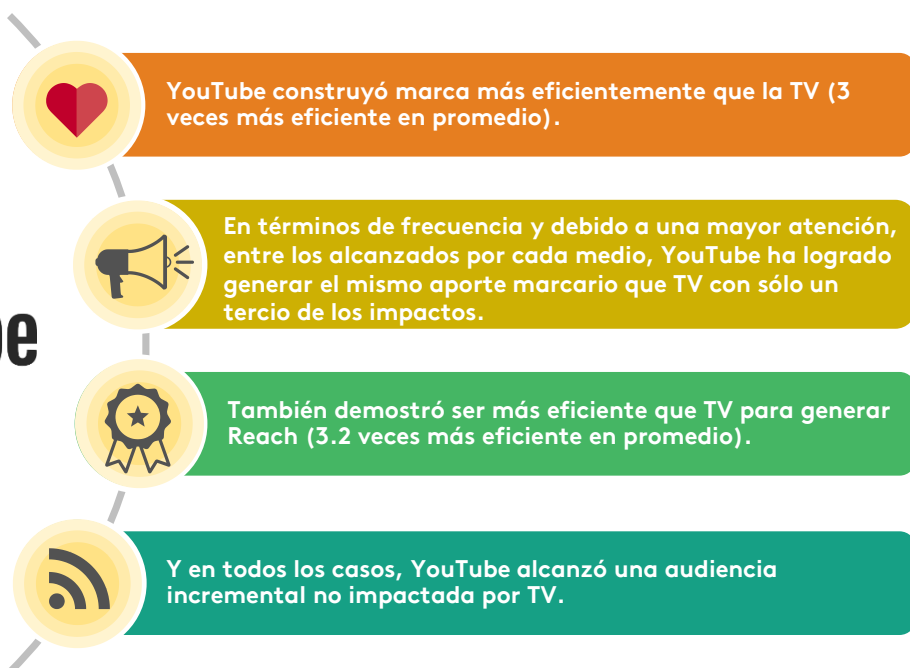 YouTube construyó marca más eficientemente que la TV (3
veces más eficiente en promedio).
En términos de frecuencia y debido a una mayor atención,
entre los alcanzados por cada medio, YouTube ha logrado
generar el mismo aporte marcario que TV con sólo un
tercio de los impactos.
También demostró ser más eficiente que TV para generar
Reach (3.2 veces más eficiente en promedio).
Y en todos los casos, YouTube alcanzó una audiencia
incremental no impactada por TV.